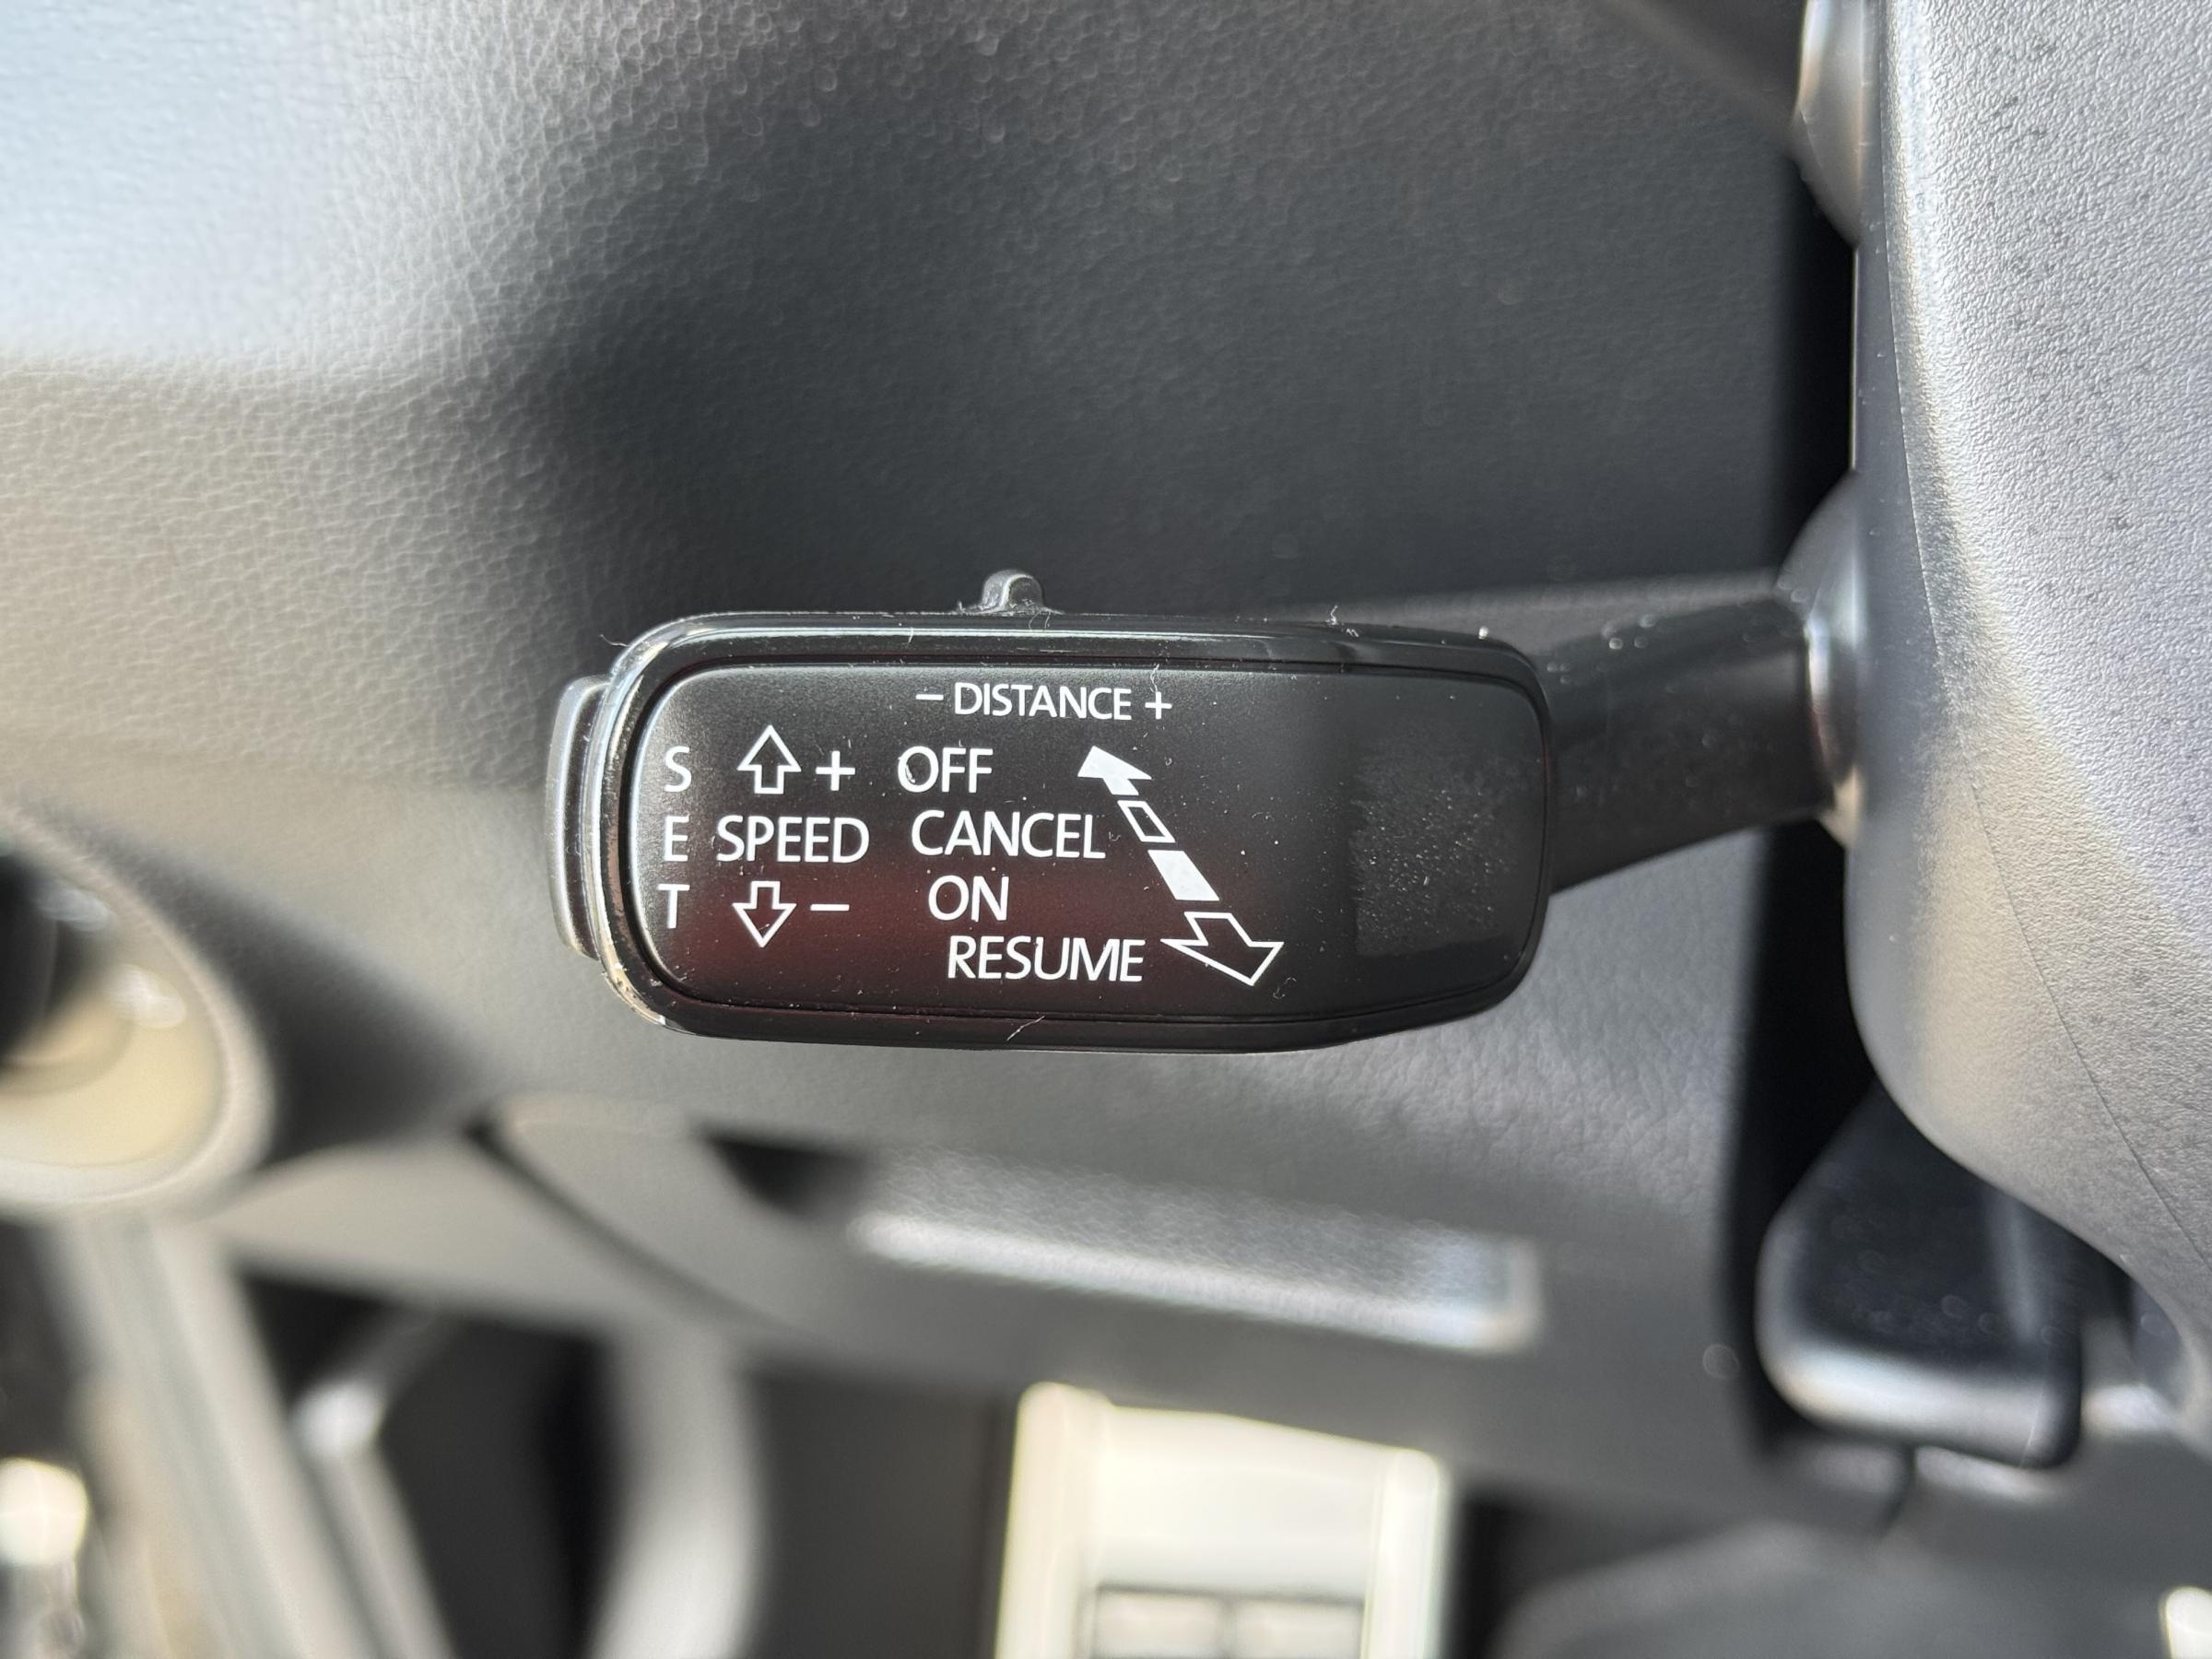 – DISTANCE +
S + OFF
E SPEED CANCEL
T – ON
RESUME